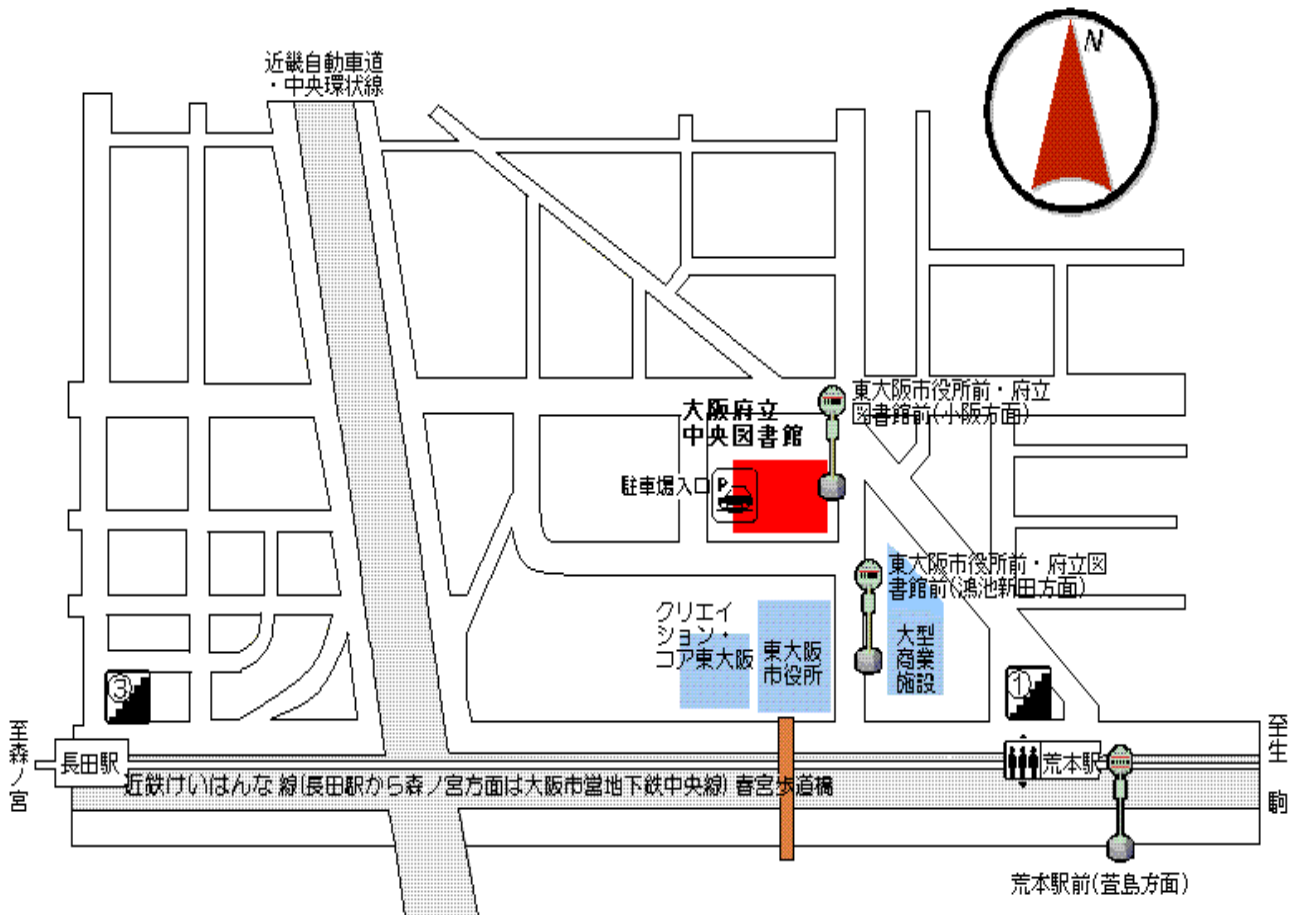 近畿自動車道
・中央環状線
N
大阪府立
中央図書館
東大阪市役所前・府立
図書館前(小阪方面)
駐車場入口
P
東大阪市役所前・府立図
書館前(鴻池新田方面)
クリエイ
ション・
コア東大阪
東大阪
市役所
大型
商業
施設
③
①
至森ノ宮
長田駅
荒本駅
至生駒
近鉄けいはんな線(長田駅から森ノ宮方面は大阪市営地下鉄中央線)
春宮歩道橋
荒本駅前(萱島方面)